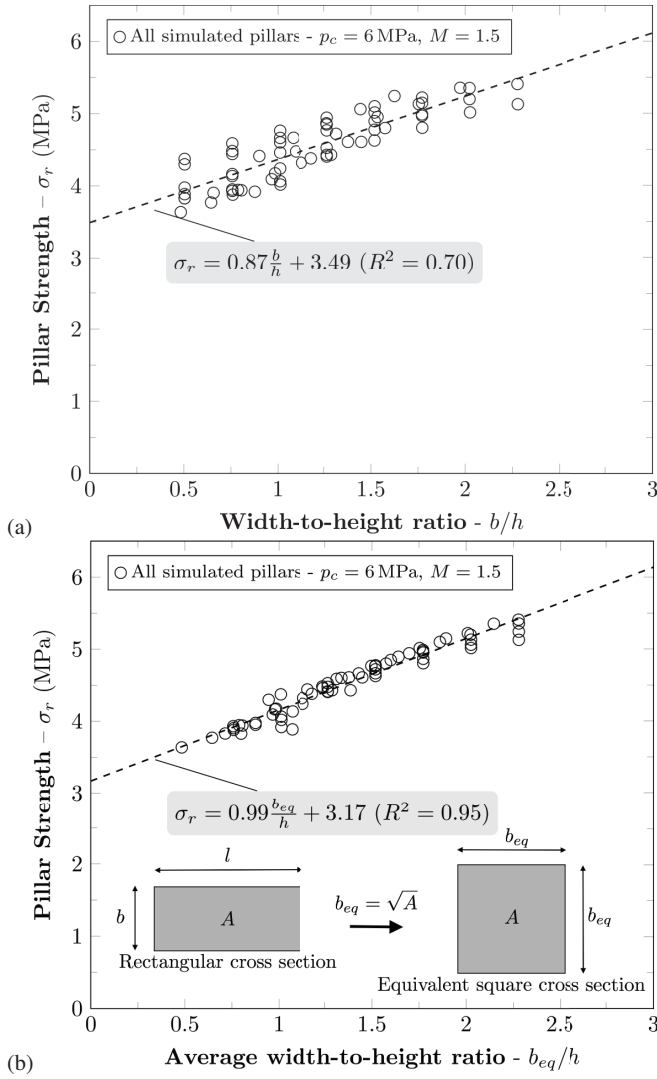 6
5
4
3
2
1
0
Pillar Strength – σ_r (MPa)
All simulated pillars - p_c = 6 MPa, M = 1.5
σ_r = 0.87 b/h + 3.49 (R² = 0.70)
0 0.5 1 1.5 2 2.5 3
Width-to-height ratio - b/h
(a)
6
5
4
3
2
1
0
Pillar Strength – σ_r (MPa)
All simulated pillars - p_c = 6 MPa, M = 1.5
σ_r = 0.99 b_eq/h + 3.17 (R² = 0.95)
l
b
A
Rectangular cross section
b_eq = √A
b_eq
A
b_eq
Equivalent square cross section
0 0.5 1 1.5 2 2.5 3
Average width-to-height ratio - b_eq/h
(b)